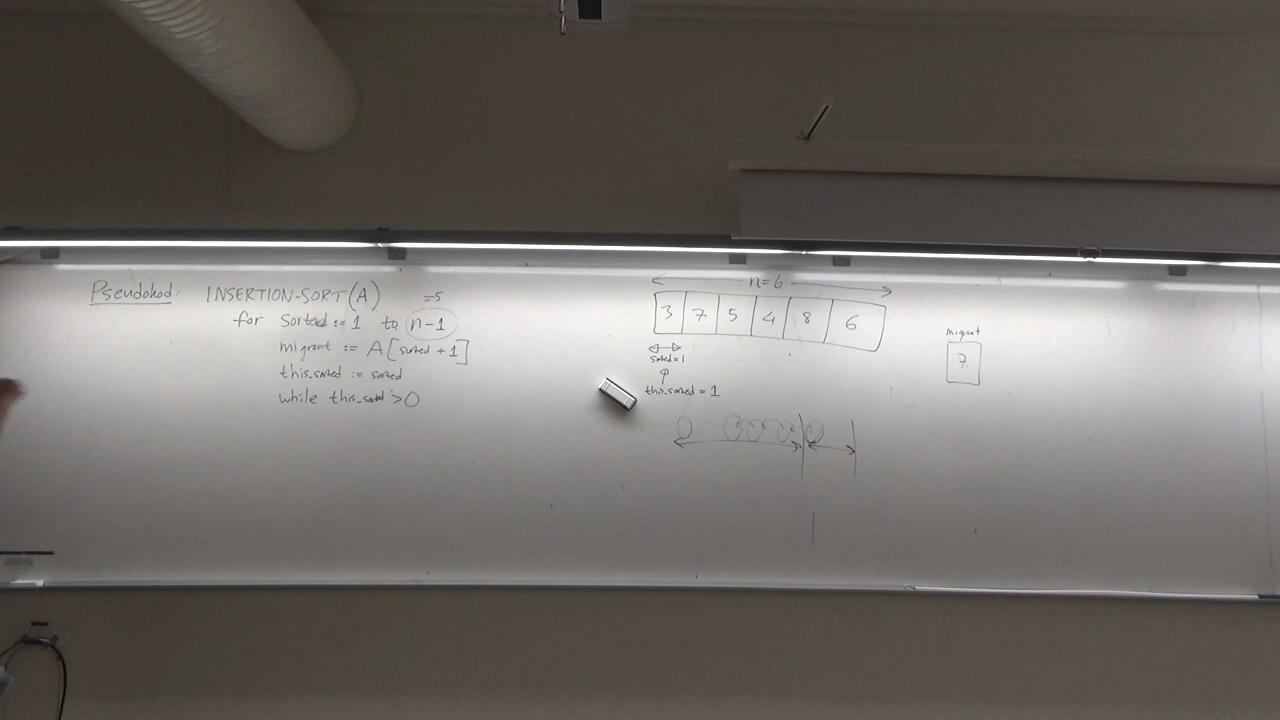 Pseudokod: INSERTION-SORT(A)
=5
for sorted := 1 to n-1
migrant := A[sorted + 1]
this_sorted := sorted
while this_sorted > 0
n=6
3 7 5 4 8 6
sorted = 1
this_sorted = 1
migrant
7